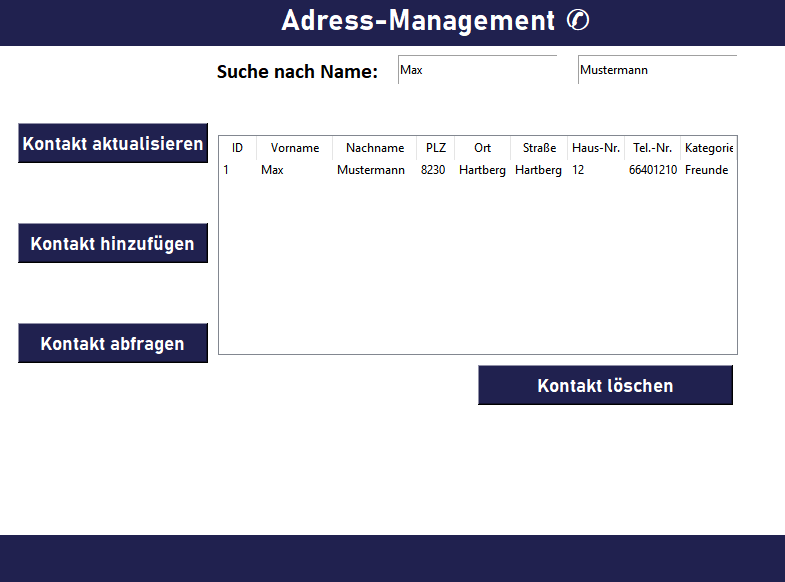 Adress-Management ✆
Suche nach Name: Max Mustermann
Kontakt aktualisieren
Kontakt hinzufügen
Kontakt abfragen
ID Vorname Nachname PLZ Ort Straße Haus-Nr. Tel.-Nr. Kategorie
1 Max Mustermann 8230 Hartberg Hartberg 12 66401210 Freunde
Kontakt löschen